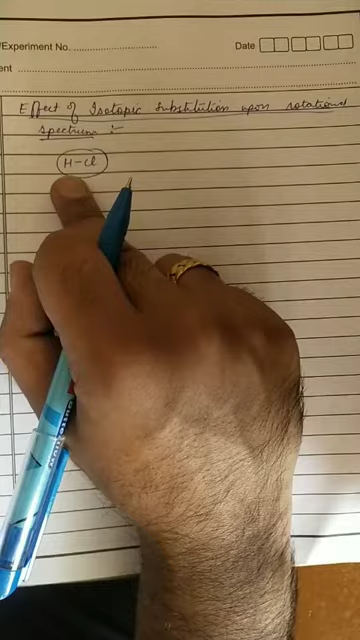 /Experiment No.
Date
ent
Effect of Isotopic Substitution upon rotational
spectrum :-
H-Cl